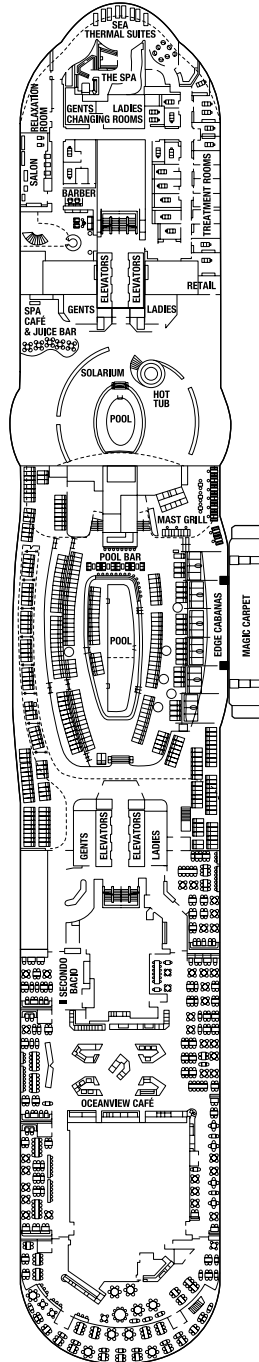 SEA
THERMAL SUITES
THE SPA
RELAXATION
ROOM
GENTS LADIES
CHANGING ROOMS
SALON
TREATMENT ROOMS
BARBER
ELEVATORS
ELEVATORS
RETAIL
SPA
CAFÉ
& JUICE BAR
GENTS
LADIES
SOLARIUM
HOT
TUB
POOL
MAST GRILL
POOL BAR
POOL
EDGE CABANAS
MAGIC CARPET
GENTS
ELEVATORS
ELEVATORS
LADIES
SECONDO
BACIO
OCEANVIEW CAFÉ